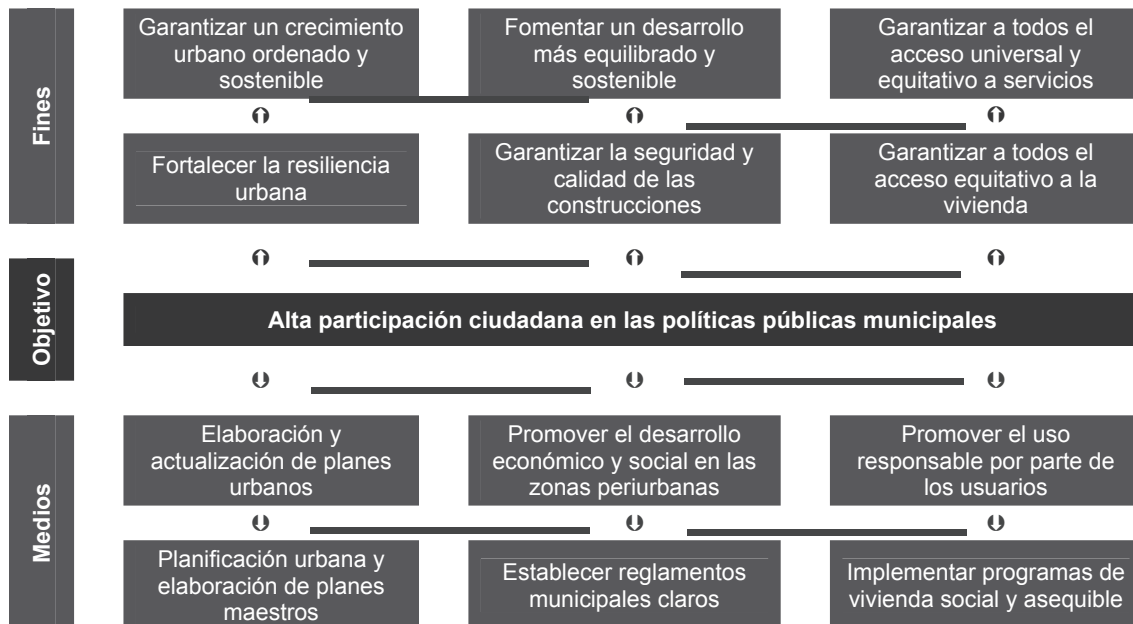 Fines
Garantizar un crecimiento
urbano ordenado y
sostenible
Fomentar un desarrollo
más equilibrado y
sostenible
Garantizar a todos el
acceso universal y
equitativo a servicios
Fortalecer la resiliencia
urbana
Garantizar la seguridad y
calidad de las
construcciones
Garantizar a todos el
acceso equitativo a la
vivienda
Objetivo
Alta participación ciudadana en las políticas públicas municipales
Medios
Elaboración y
actualización de planes
urbanos
Promover el desarrollo
económico y social en las
zonas periurbanas
Promover el uso
responsable por parte de
los usuarios
Planificación urbana y
elaboración de planes
maestros
Establecer reglamentos
municipales claros
Implementar programas de
vivienda social y asequible